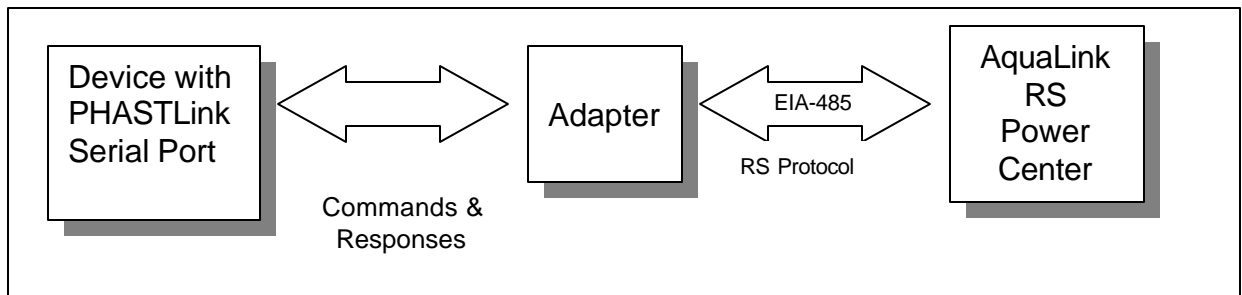 Device with
PHASTLink
Serial Port
Commands &
Responses
Adapter
EIA-485
RS Protocol
AquaLink
RS
Power
Center